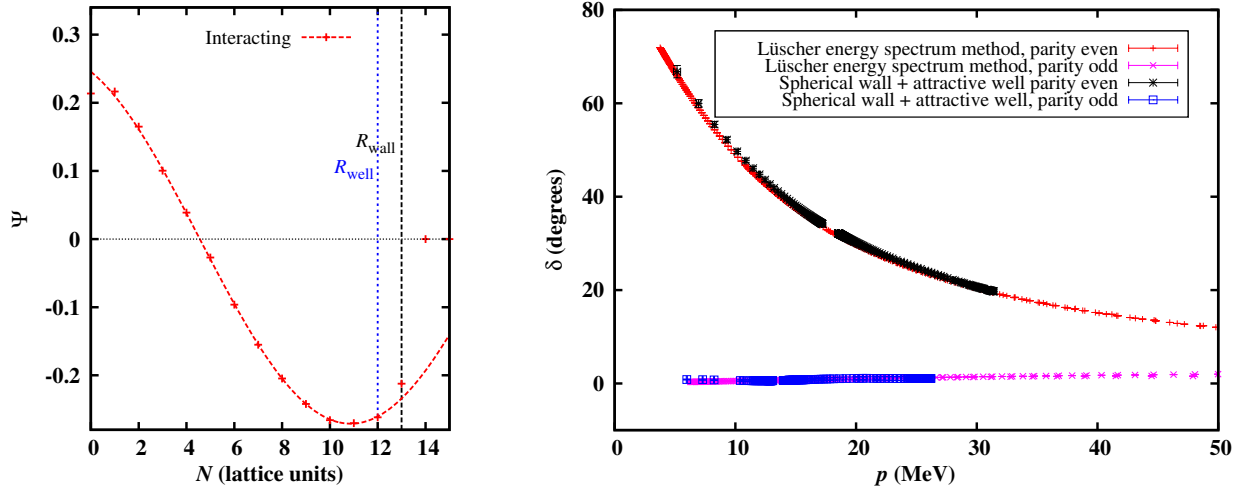 0.3
0.2
0.1
0
-0.1
-0.2
Ψ
Interacting
R_wall
R_well
0 2 4 6 8 10 12 14
N (lattice units)
80
60
40
20
0
δ (degrees)
Lüscher energy spectrum method, parity even
Lüscher energy spectrum method, parity odd
Spherical wall + attractive well parity even
Spherical wall + attractive well, parity odd
0 10 20 30 40 50
p (MeV)